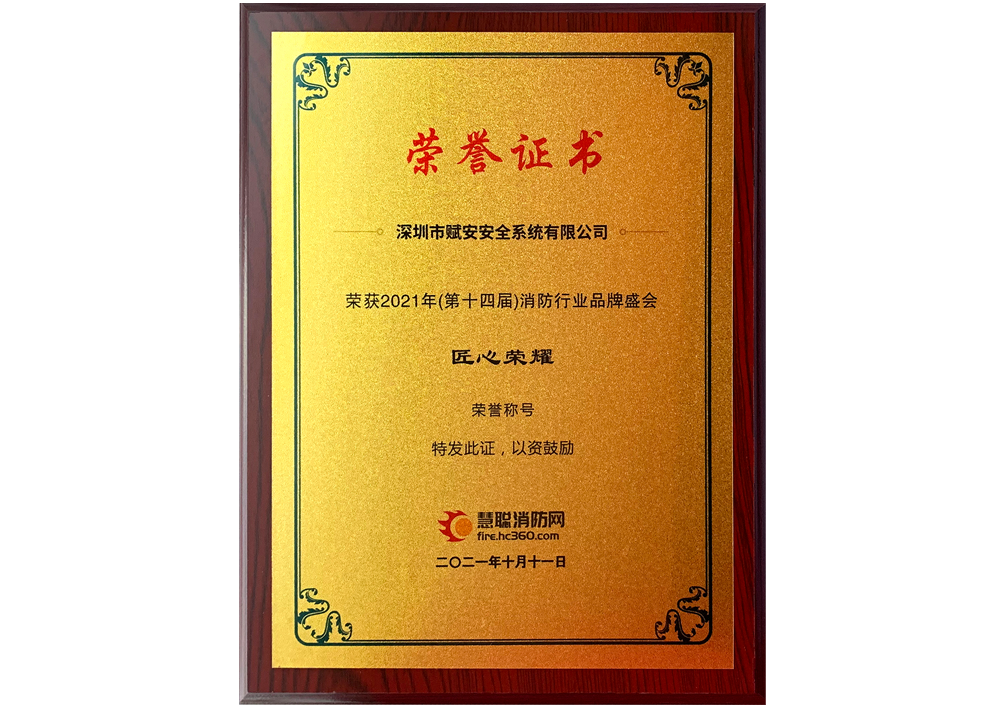 荣誉证书
深圳市赋安安全系统有限公司
荣获2021年(第十四届)消防行业品牌盛会
匠心荣耀
荣誉称号
特发此证，以资鼓励
慧聪消防网
fire.hc360.com
二〇二一年十月十一日